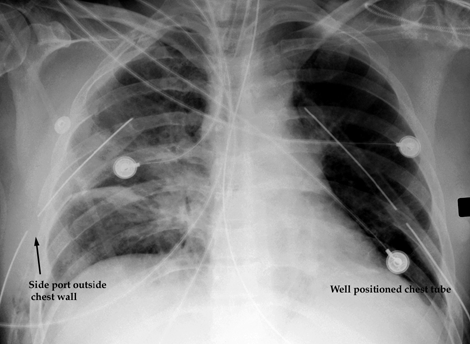 Side port outside
chest wall
Well positioned chest tube